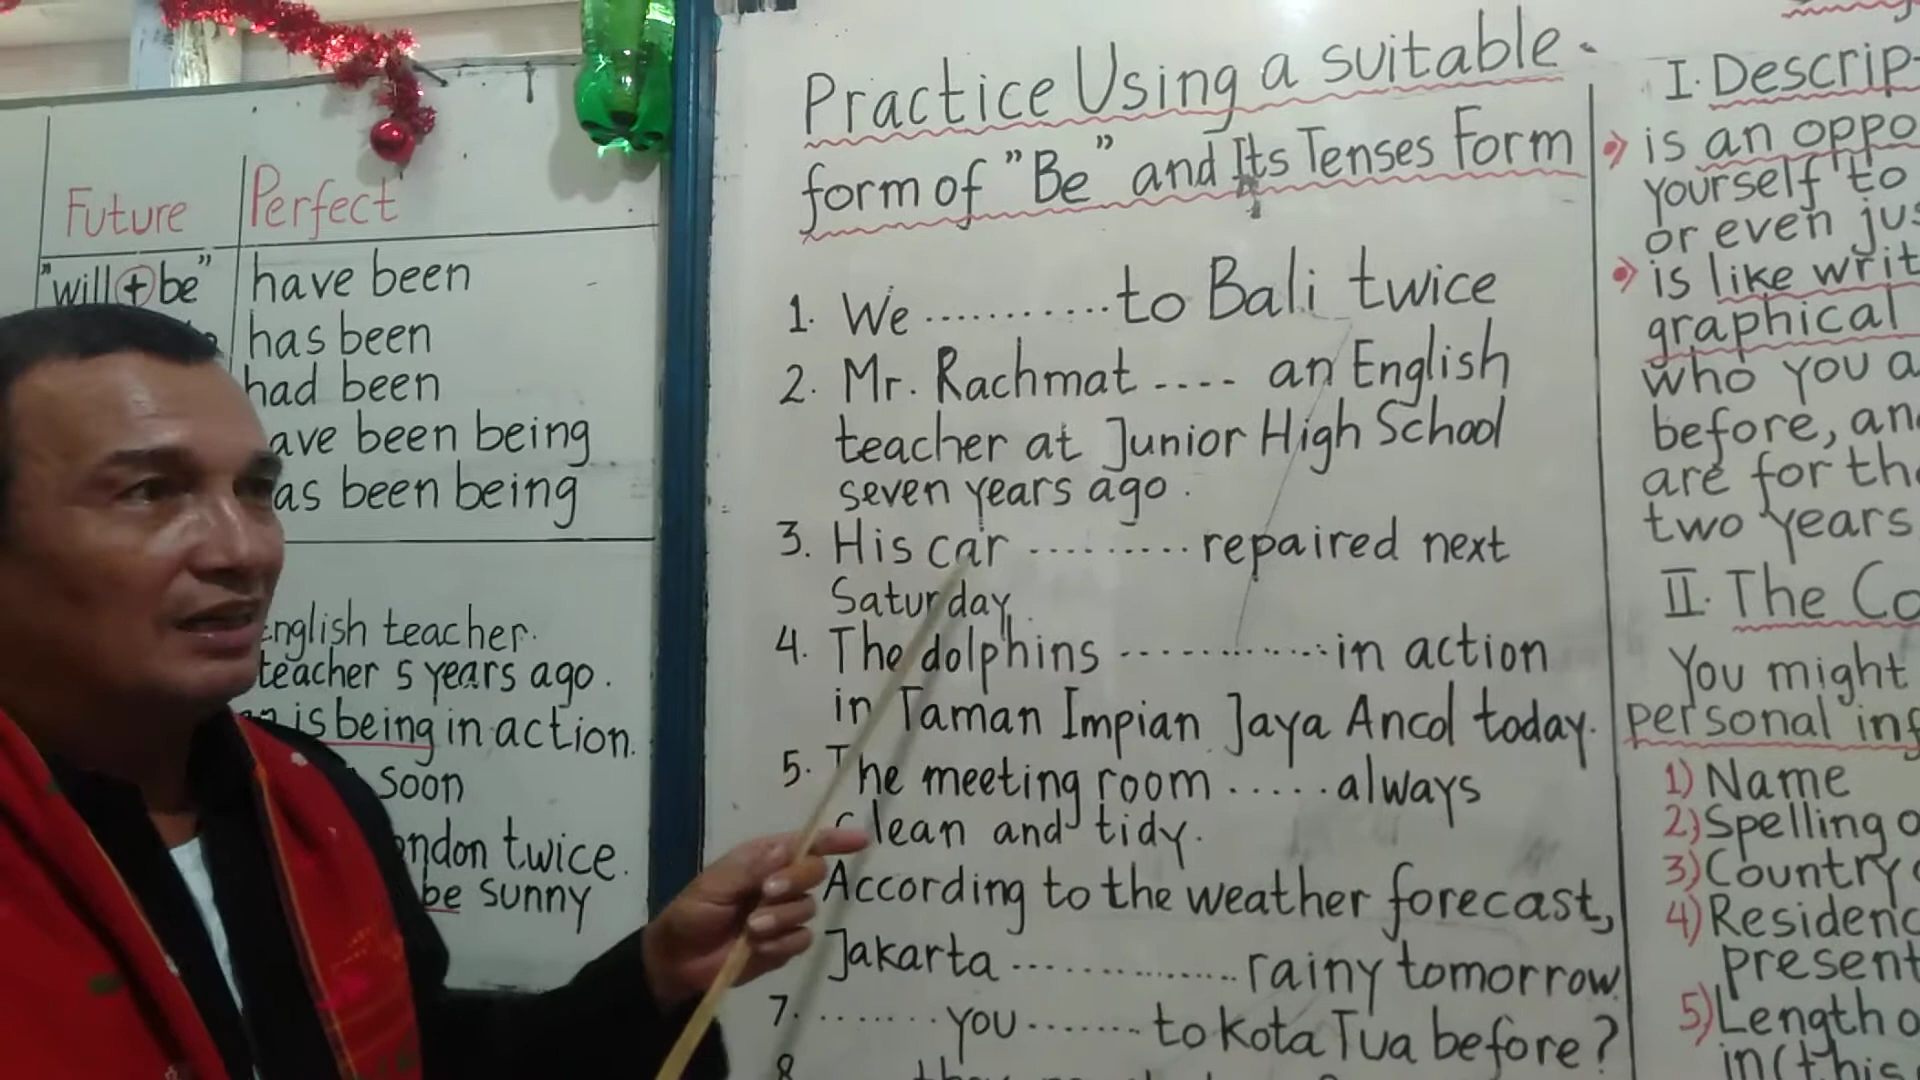 Future Perfect
"will + be" have been
has been
had been
ave been being
as been being
English teacher.
teacher 5 years ago.
is being in action.
soon
ondon twice.
be sunny
Practice Using a suitable
form of "Be" and Its Tenses Form
1. We ........... to Bali twice
2. Mr. Rachmat .... an English
teacher at Junior High School
seven years ago.
3. His car ......... repaired next
Saturday.
4. The dolphins ............. in action
in Taman Impian Jaya Ancol today.
5. The meeting room ..... always
Clean and tidy.
According to the weather forecast,
Jakarta .............. rainy tomorrow
7. ....... you ....... to Kota Tua before?
8.
I. Descrip-
is an oppo
yourself to
or even jus
is like writ
graphical
who you a
before, an
are for th
two years
II. The Co
You might
personal inf
1) Name
2) Spelling o
3) Country o
4) Residenc
present
5) Length o
in (this